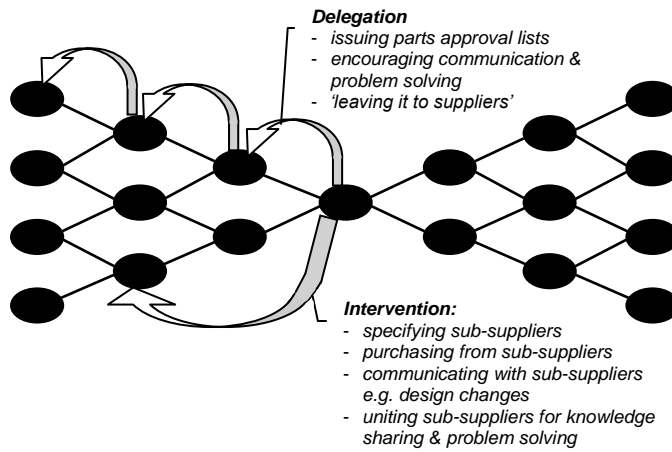 Delegation
- issuing parts approval lists
- encouraging communication &
problem solving
- ‘leaving it to suppliers’
Intervention:
- specifying sub-suppliers
- purchasing from sub-suppliers
- communicating with sub-suppliers
e.g. design changes
- uniting sub-suppliers for knowledge
sharing & problem solving